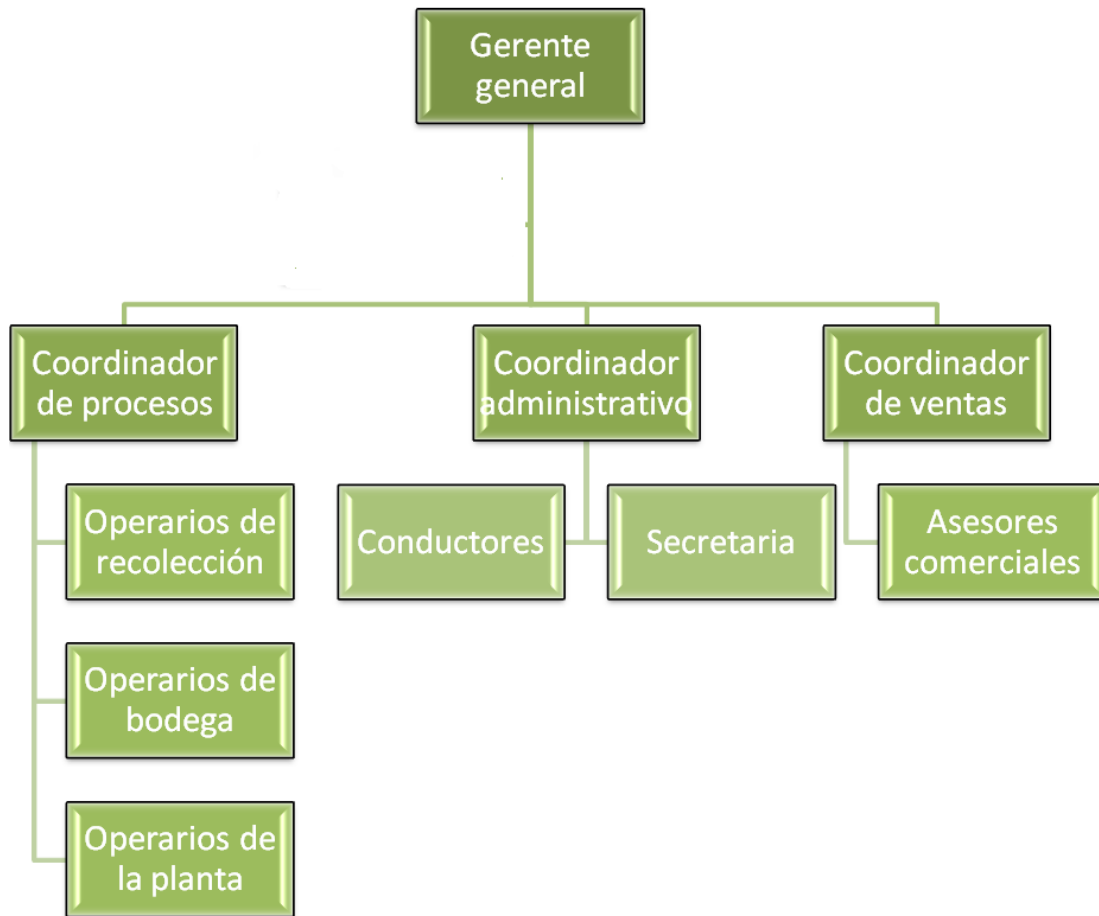 Gerente
general
Coordinador
de procesos
Coordinador
administrativo
Coordinador
de ventas
Operarios de
recolección
Conductores
Secretaria
Asesores
comerciales
Operarios de
bodega
Operarios de
la planta